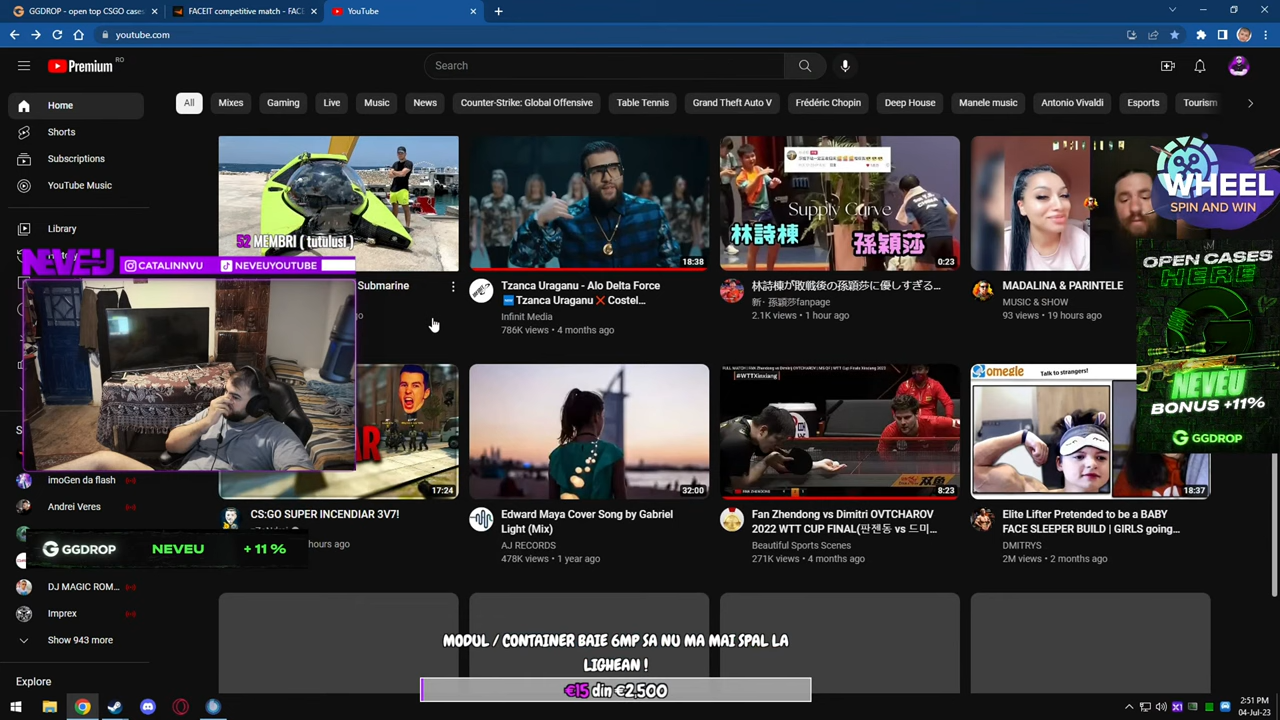 GGDROP - open top CSGO cases
FACEIT competitive match - FACE
YouTube
youtube.com
Premium RO
Search
All
Mixes
Gaming
Live
Music
News
Counter-Strike: Global Offensive
Table Tennis
Grand Theft Auto V
Frédéric Chopin
Deep House
Manele music
Antonio Vivaldi
Esports
Tourism
Home
Shorts
Subscriptions
YouTube Music
Library
52 MEMBRI ( tutulusi )
Submarine
18:38
Tzanca Uraganu - Alo Delta Force
🆕 Tzanca Uraganu ❌ Costel...
Infinit Media
786K views • 4 months ago
Supply Curve
林詩棟
孫穎莎
0:23
林詩棟が敗戦後の孫穎莎に優しすぎる...
新· 孫穎莎fanpage
2.1K views • 1 hour ago
MADALINA & PARINTELE
MUSIC & SHOW
93 views • 19 hours ago
WHEEL
SPIN AND WIN
OPEN CASES
HERE
NEVEU
BONUS +11%
GGDROP
NEVEU
CATALINNVU
NEVEUYOUTUBE
17:24
CS:GO SUPER INCENDIAR 3V7!
hours ago
32:00
Edward Maya Cover Song by Gabriel
Light (Mix)
AJ RECORDS
478K views • 1 year ago
#WTTXinxiang
8:23
Fan Zhendong vs Dimitri OVTCHAROV
2022 WTT CUP FINAL(판젠동 vs 드미...
Beautiful Sports Scenes
271K views • 4 months ago
omegle
Talk to strangers!
18:37
Elite Lifter Pretended to be a BABY
FACE SLEEPER BUILD | GIRLS going...
DMITRYS
2M views • 2 months ago
imoGen da flash
Andrei Veres
GGDROP
NEVEU
+ 11 %
DJ MAGIC ROM...
Imprex
Show 943 more
Explore
MODUL / CONTAINER BAIE 6MP SA NU MA MAI SPAL LA
LIGHEAN !
€15 din €2,500
2:51 PM
04-Jul-23